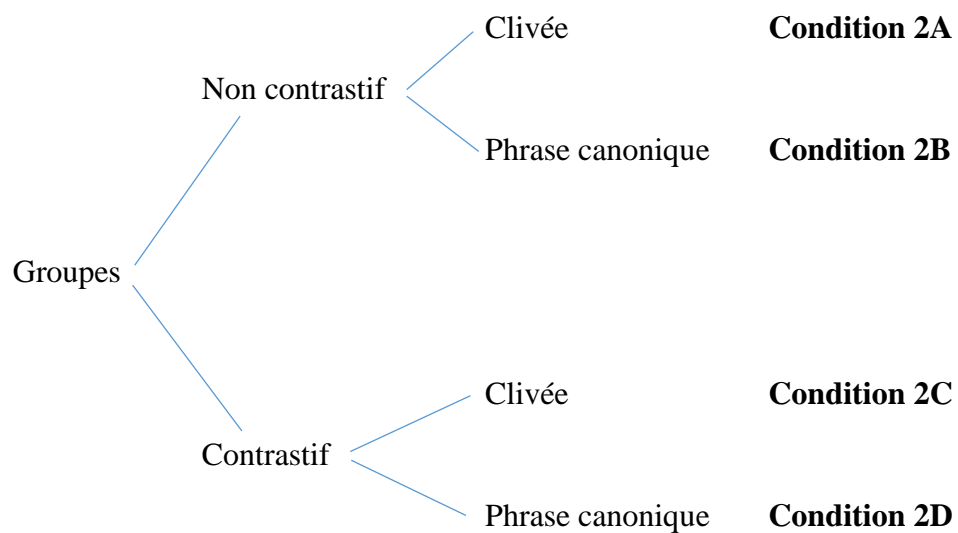 Clivée Condition 2A
Non contrastif
Phrase canonique Condition 2B
Groupes
Clivée Condition 2C
Contrastif
Phrase canonique Condition 2D